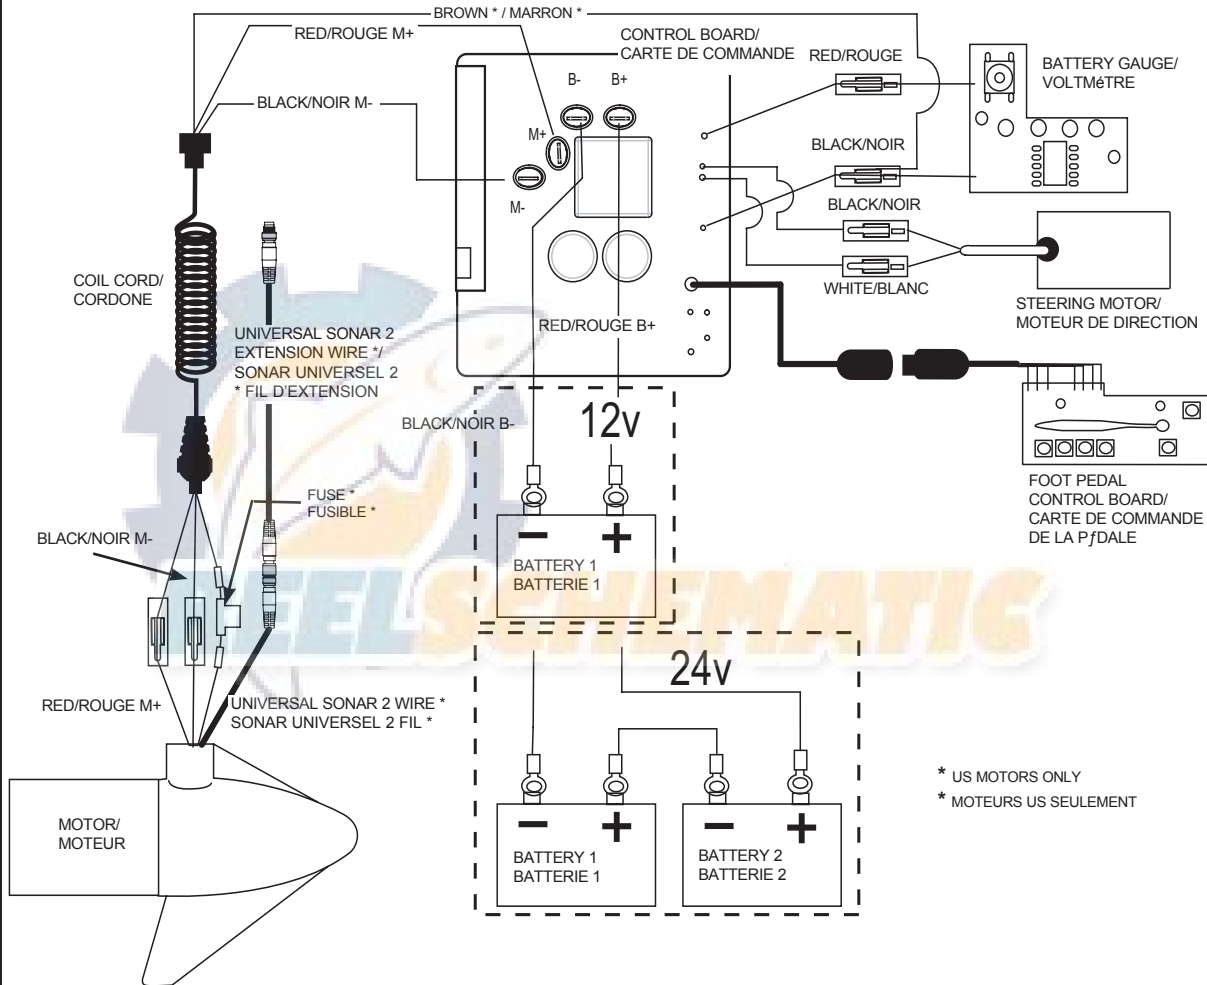 BROWN * / MARRON *
RED/ROUGE M+
CONTROL BOARD/
CARTE DE COMMANDE
RED/ROUGE
BATTERY GAUGE/
VOLTMéTRE
B-
B+
BLACK/NOIR M-
M+
BLACK/NOIR
M-
BLACK/NOIR
COIL CORD/
CORDONE
WHITE/BLANC
STEERING MOTOR/
MOTEUR DE DIRECTION
UNIVERSAL SONAR 2
EXTENSION WIRE */
SONAR UNIVERSEL 2
* FIL D'EXTENSION
RED/ROUGE B+
BLACK/NOIR B-
12v
FOOT PEDAL
CONTROL BOARD/
CARTE DE COMMANDE
DE LA PƒDALE
FUSE *
FUSIBLE *
BLACK/NOIR M-
− +
BATTERY 1
BATTERIE 1
REELSCHEMATIC
24v
RED/ROUGE M+
UNIVERSAL SONAR 2 WIRE *
SONAR UNIVERSEL 2 FIL *
* US MOTORS ONLY
* MOTEURS US SEULEMENT
MOTOR/
MOTEUR
− +
BATTERY 1
BATTERIE 1
− +
BATTERY 2
BATTERIE 2